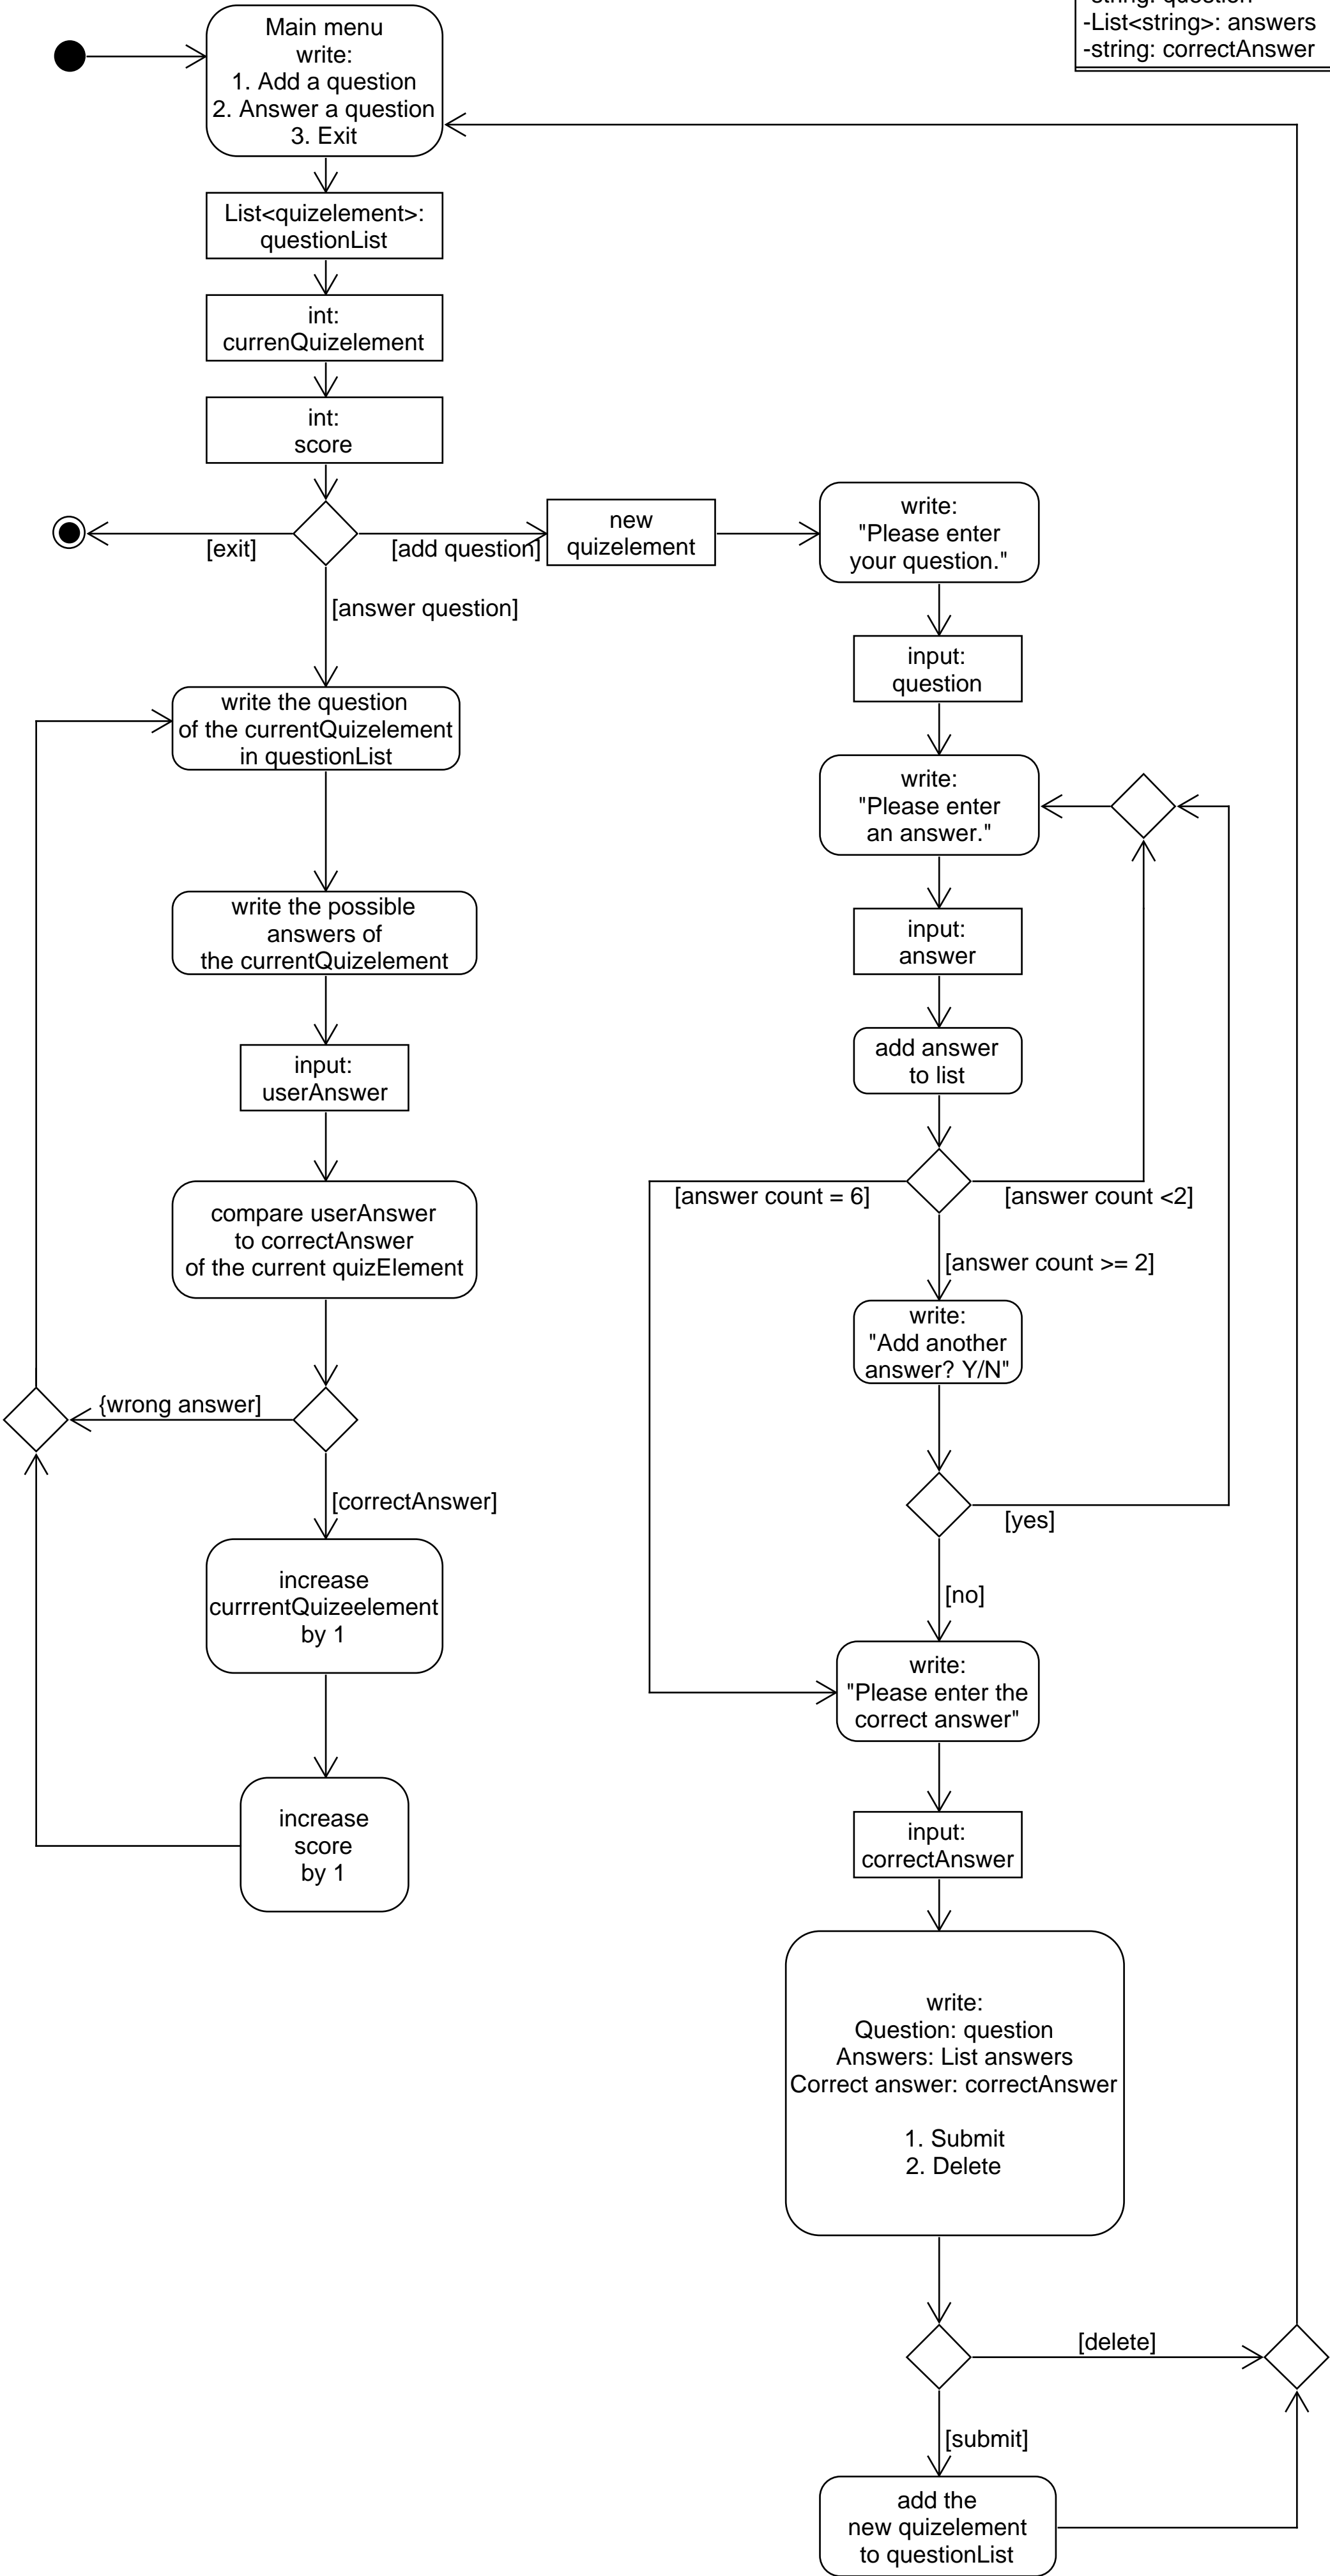 string: question
-List<string>: answers
-string: correctAnswer
Main menu
write:
1. Add a question
2. Answer a question
3. Exit
List<quizelement>:
questionList
int:
currenQuizelement
int:
score
[exit]
[add question]
new
quizelement
write:
"Please enter
your question."
[answer question]
input:
question
write the question
of the currentQuizelement
in questionList
write:
"Please enter
an answer."
write the possible
answers of
the currentQuizelement
input:
answer
input:
userAnswer
add answer
to list
compare userAnswer
to correctAnswer
of the current quizElement
[answer count = 6]
[answer count <2]
[answer count >= 2]
write:
"Add another
answer? Y/N"
{wrong answer]
[correctAnswer]
[yes]
increase
currrentQuizeelement
by 1
[no]
write:
"Please enter the
correct answer"
increase
score
by 1
input:
correctAnswer
write:
Question: question
Answers: List answers
Correct answer: correctAnswer
1. Submit
2. Delete
[delete]
[submit]
add the
new quizelement
to questionList